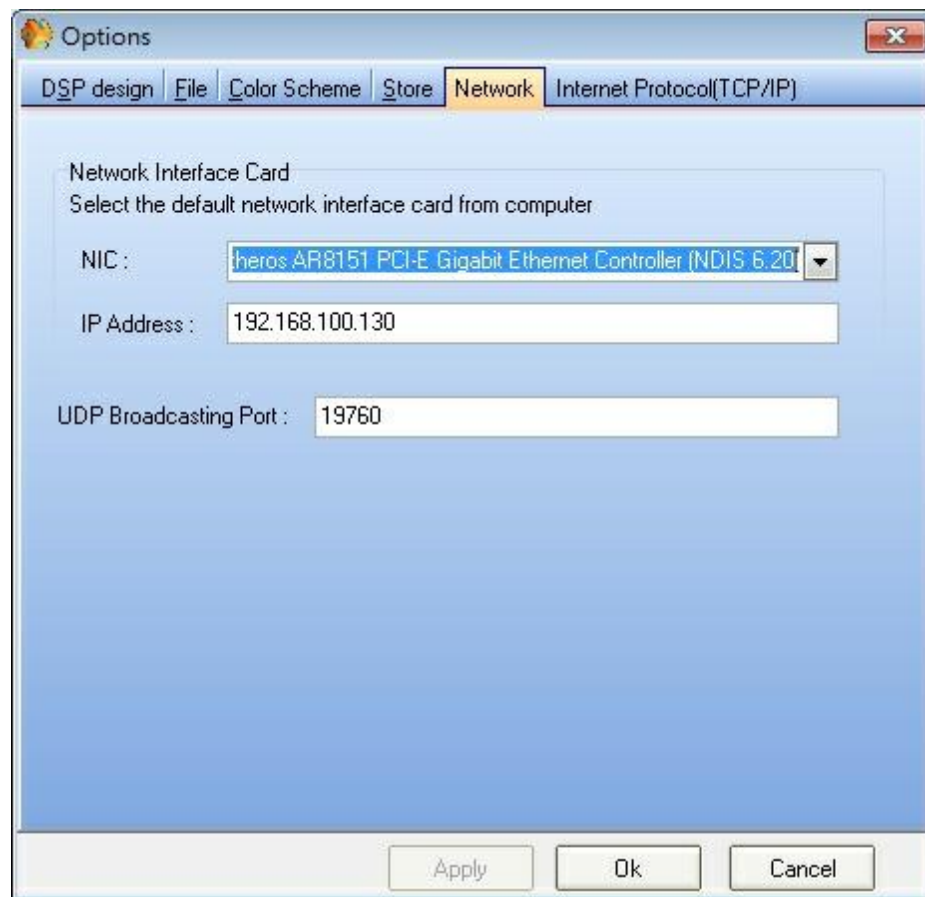 Options
DSP design File Color Scheme Store Network Internet Protocol(TCP/IP)
Network Interface Card
Select the default network interface card from computer
NIC : theros AR8151 PCI-E Gigabit Ethernet Controller (NDIS 6.20)
IP Address : 192.168.100.130
UDP Broadcasting Port : 19760
Apply Ok Cancel